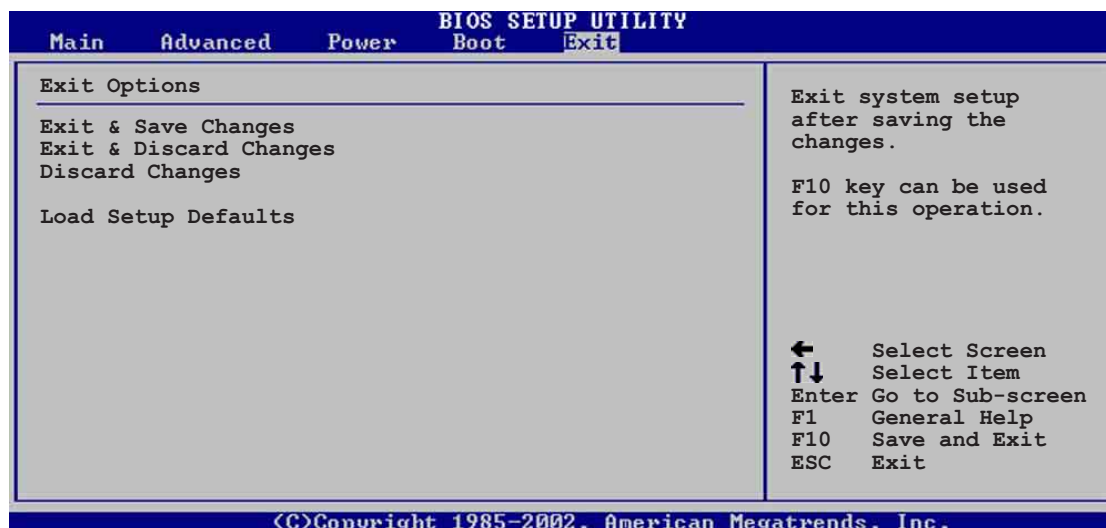 BIOS SETUP UTILITY
Main Advanced Power Boot Exit
Exit Options
Exit & Save Changes
Exit & Discard Changes
Discard Changes
Load Setup Defaults
Exit system setup
after saving the
changes.
F10 key can be used
for this operation.
← Select Screen
↑↓ Select Item
Enter Go to Sub-screen
F1 General Help
F10 Save and Exit
ESC Exit
(C)Copyright 1985-2002, American Megatrends, Inc.